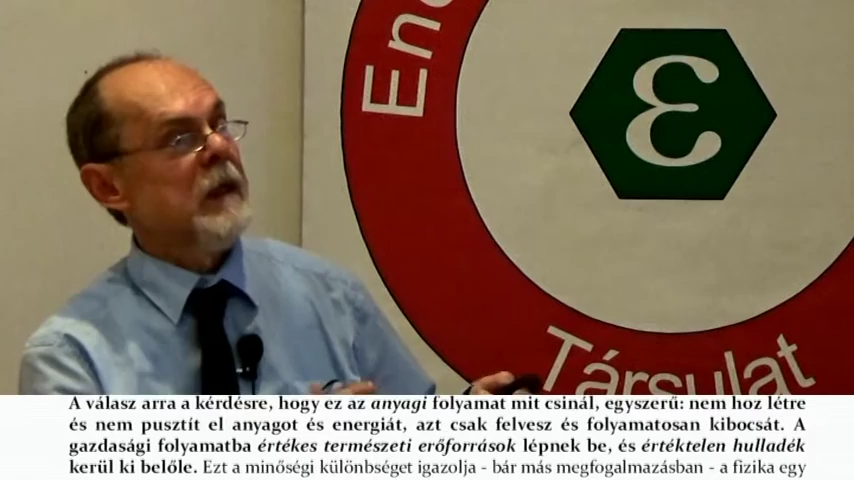 Ene
ε
Társulat
A válasz arra a kérdésre, hogy ez az anyagi folyamat mit csinál, egyszerű: nem hoz létre
és nem pusztít el anyagot és energiát, azt csak felvesz és folyamatosan kibocsát. A
gazdasági folyamatba értékes természeti erőforrások lépnek be, és értéktelen hulladék
kerül ki belőle. Ezt a minőségi különbséget igazolja - bár más megfogalmazásban - a fizika egy